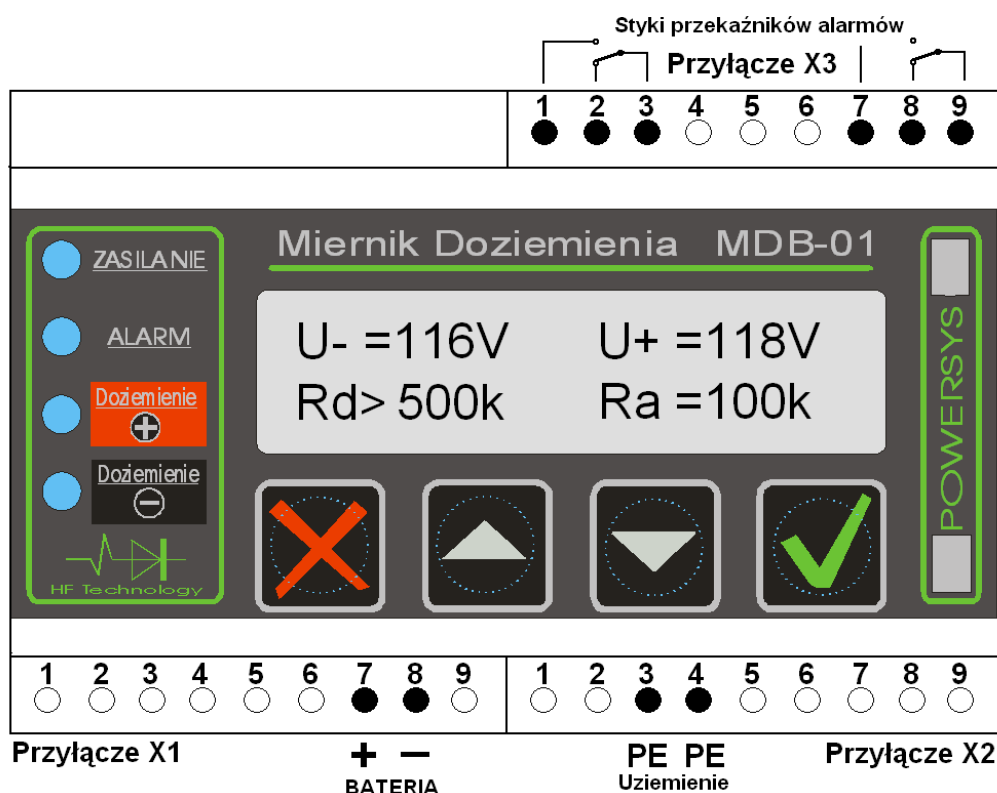 Styki przekaźników alarmów
Przyłącze X3
1 2 3 4 5 6 7 8 9
Miernik Doziemienia MDB-01
ZASILANIE
ALARM
Doziemienie
+
Doziemienie
−
HF Technology
U- =116V U+ =118V
Rd> 500k Ra =100k
POWERSYS
1 2 3 4 5 6 7 8 9
1 2 3 4 5 6 7 8 9
Przyłącze X1
+ −
BATERIA
PE PE
Uziemienie
Przyłącze X2